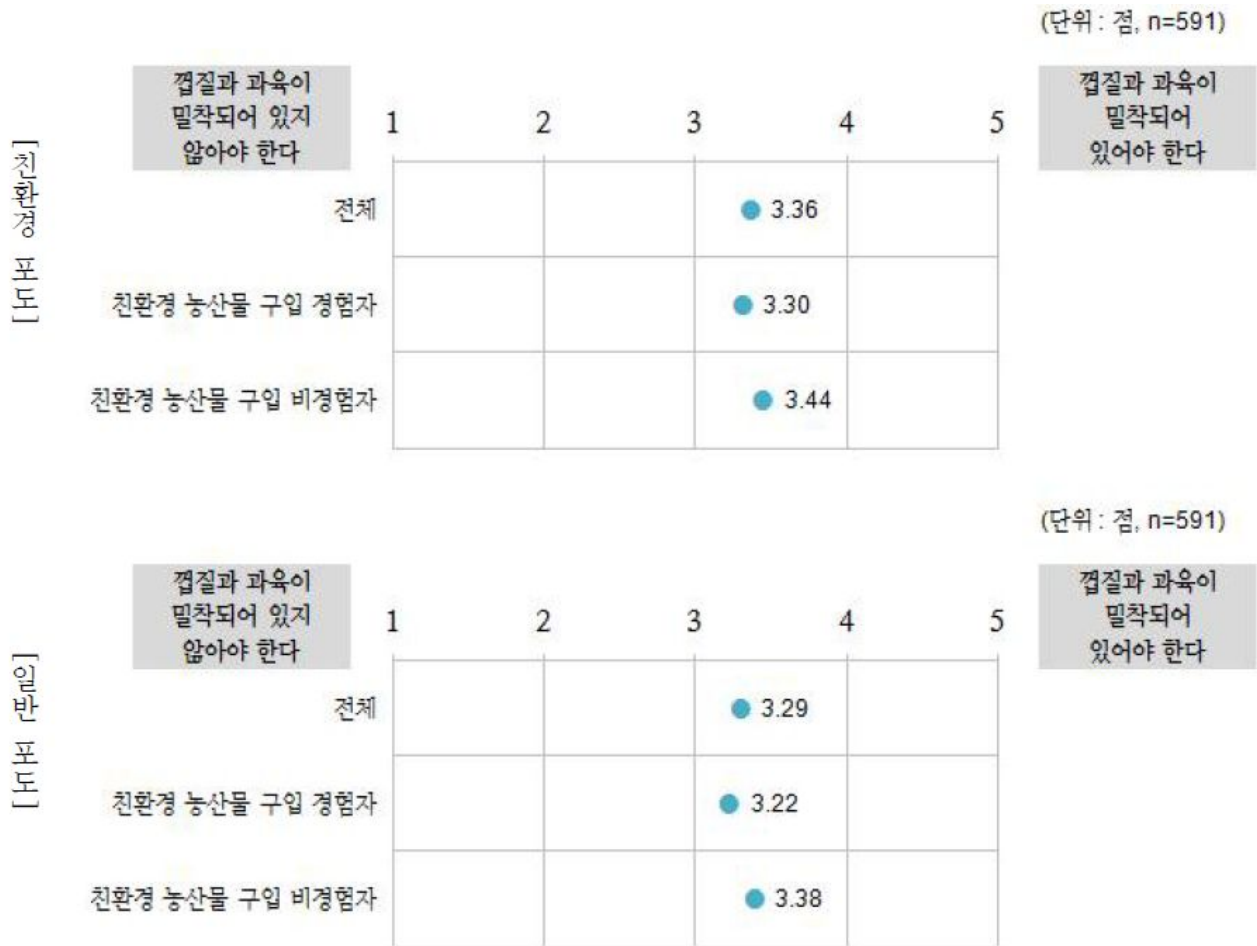 (단위 : 점, n=591)
껍질과 과육이
밀착되어 있지
않아야 한다
1 2 3 4 5
껍질과 과육이
밀착되어
있어야 한다
[친환경 포도]
전체 3.36
친환경 농산물 구입 경험자 3.30
친환경 농산물 구입 비경험자 3.44
(단위 : 점, n=591)
껍질과 과육이
밀착되어 있지
않아야 한다
1 2 3 4 5
껍질과 과육이
밀착되어
있어야 한다
[일반 포도]
전체 3.29
친환경 농산물 구입 경험자 3.22
친환경 농산물 구입 비경험자 3.38